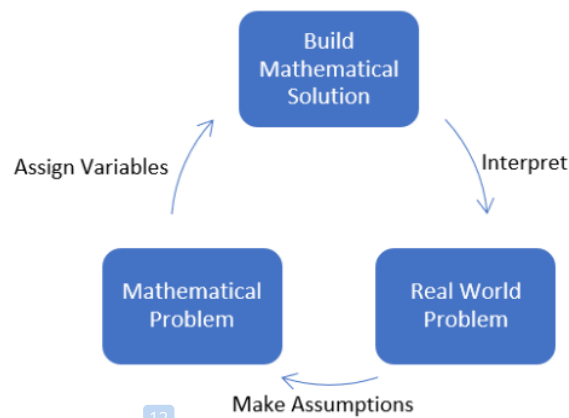 Build
Mathematical
Solution
Assign Variables
Interpret
Mathematical
Problem
Real World
Problem
Make Assumptions